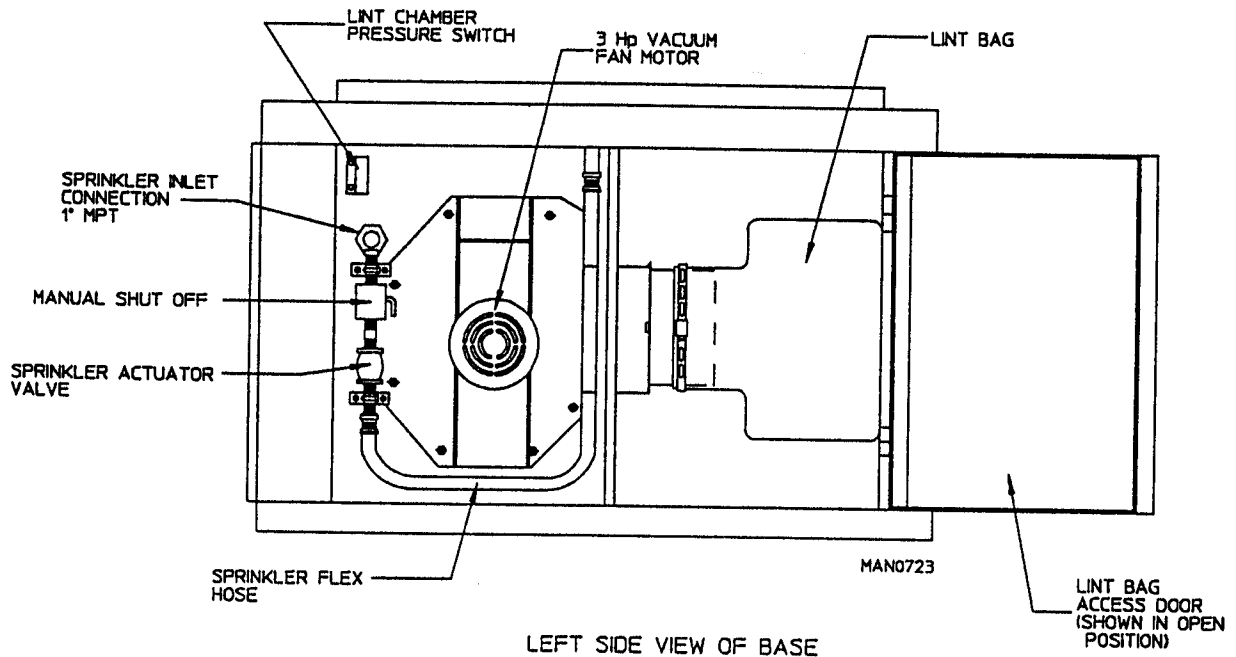 LINT CHAMBER
PRESSURE SWITCH
3 Hp VACUUM
FAN MOTOR
LINT BAG
SPRINKLER INLET
CONNECTION
1" MPT
MANUAL SHUT OFF
SPRINKLER ACTUATOR
VALVE
SPRINKLER FLEX
HOSE
MAN0723
LINT BAG
ACCESS DOOR
(SHOWN IN OPEN
POSITION)
LEFT SIDE VIEW OF BASE